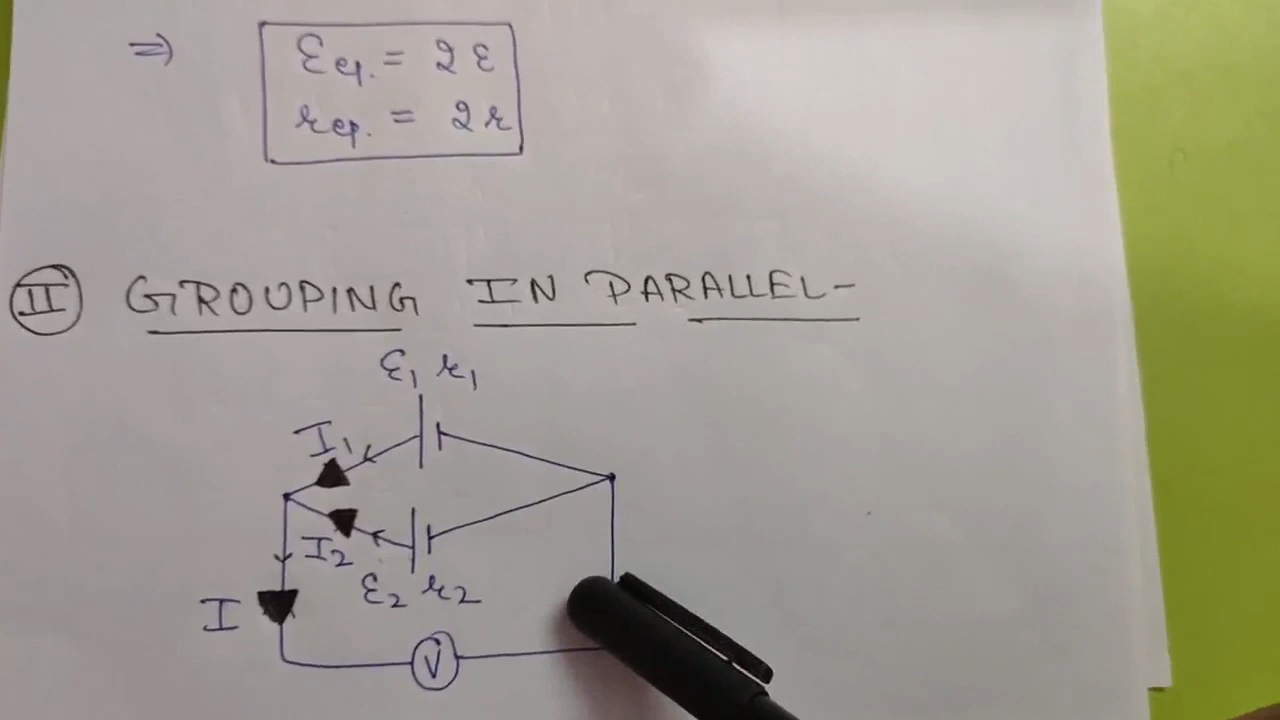 ⇒ εeq. = 2ε
req. = 2r
II GROUPING IN PARALLEL-
ε1 r1
I1
I2
ε2 r2
I
V